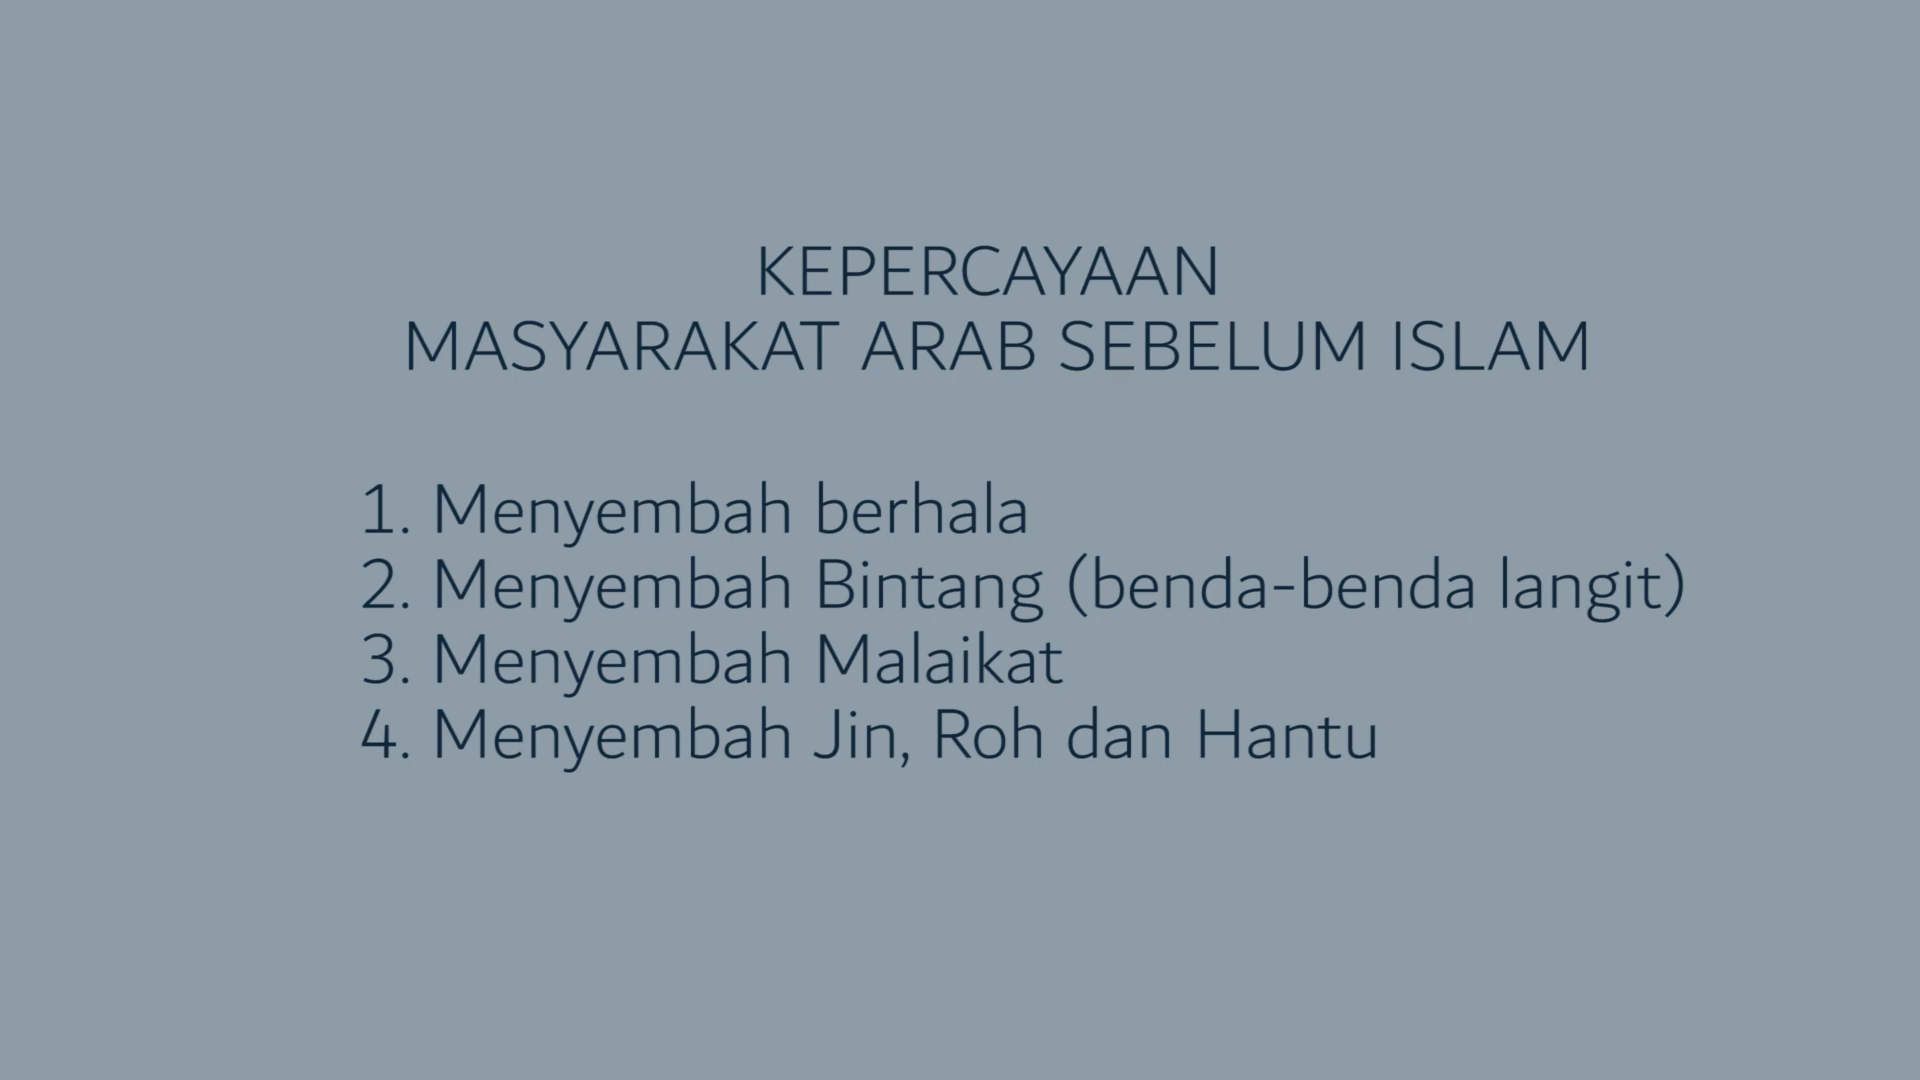 KEPERCAYAAN
MASYARAKAT ARAB SEBELUM ISLAM
1. Menyembah berhala
2. Menyembah Bintang (benda-benda langit)
3. Menyembah Malaikat
4. Menyembah Jin, Roh dan Hantu